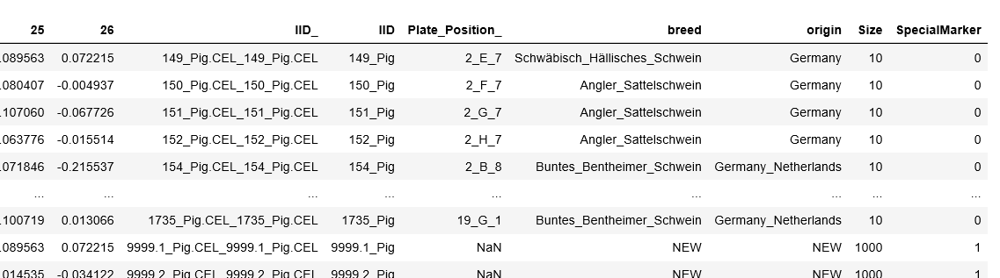 25 26 IID_ IID Plate_Position_ breed origin Size SpecialMarker
.089563 0.072215 149_Pig.CEL_149_Pig.CEL 149_Pig 2_E_7 Schwäbisch_Hällisches_Schwein Germany 10 0
.080407 -0.004937 150_Pig.CEL_150_Pig.CEL 150_Pig 2_F_7 Angler_Sattelschwein Germany 10 0
.107060 -0.067726 151_Pig.CEL_151_Pig.CEL 151_Pig 2_G_7 Angler_Sattelschwein Germany 10 0
.063776 -0.015514 152_Pig.CEL_152_Pig.CEL 152_Pig 2_H_7 Angler_Sattelschwein Germany 10 0
.071846 -0.215537 154_Pig.CEL_154_Pig.CEL 154_Pig 2_B_8 Buntes_Bentheimer_Schwein Germany_Netherlands 10 0
... ... ... ... ... ... ... ... ...
.100719 0.013066 1735_Pig.CEL_1735_Pig.CEL 1735_Pig 19_G_1 Buntes_Bentheimer_Schwein Germany_Netherlands 10 0
.089563 0.072215 9999.1_Pig.CEL_9999.1_Pig.CEL 9999.1_Pig NaN NEW NEW 1000 1
.014535 -0.034122 9999.2_Pig.CEL_9999.2_Pig.CEL 9999.2_Pig NaN NEW NEW 1000 1